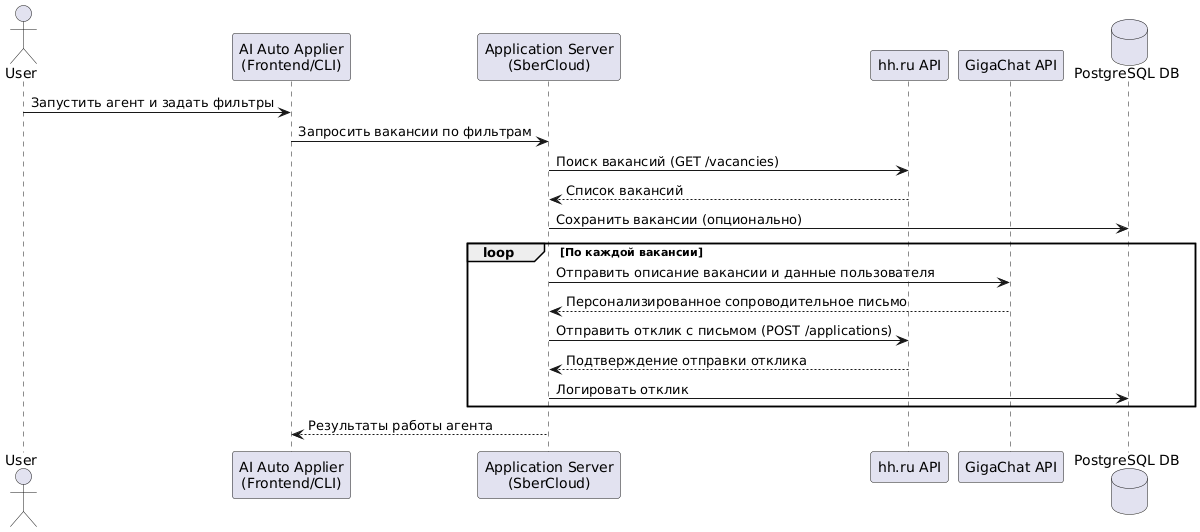 User
AI Auto Applier
(Frontend/CLI)
Application Server
(SberCloud)
hh.ru API
GigaChat API
PostgreSQL DB
Запустить агент и задать фильтры
Запросить вакансии по фильтрам
Поиск вакансий (GET /vacancies)
Список вакансий
Сохранить вакансии (опционально)
loop
[По каждой вакансии]
Отправить описание вакансии и данные пользователя
Персонализированное сопроводительное письмо
Отправить отклик с письмом (POST /applications)
Подтверждение отправки отклика
Логировать отклик
Результаты работы агента
User
AI Auto Applier
(Frontend/CLI)
Application Server
(SberCloud)
hh.ru API
GigaChat API
PostgreSQL DB